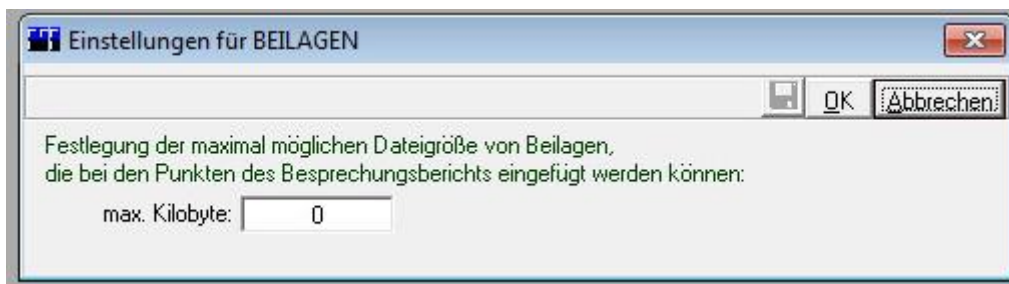 Einstellungen für BEILAGEN
OK Abbrechen
Festlegung der maximal möglichen Dateigröße von Beilagen,
die bei den Punkten des Besprechungsberichts eingefügt werden können:
max. Kilobyte: 0